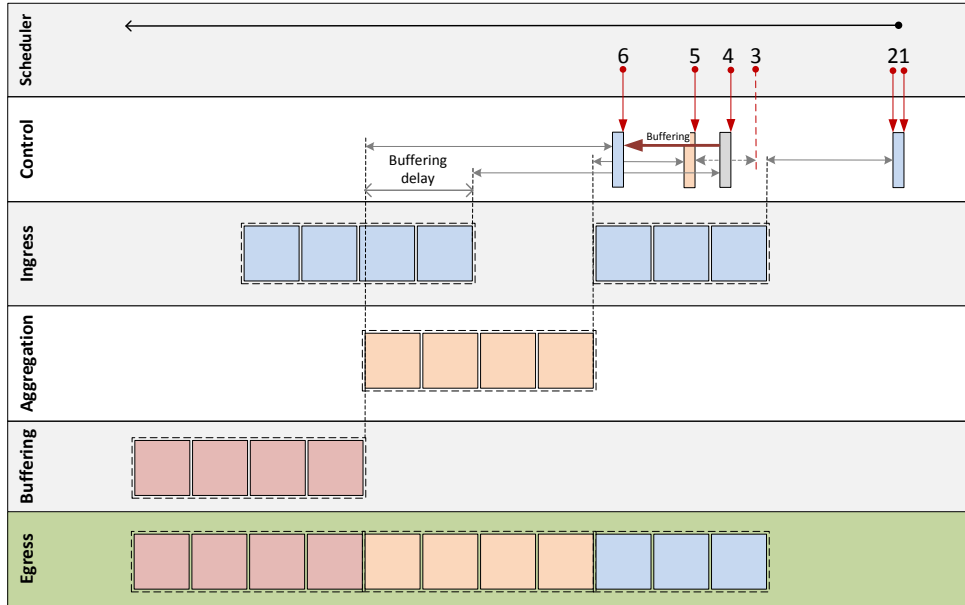 Scheduler
6 5 4 3 21
Control
Buffering
Buffering
delay
Ingress
Aggregation
Buffering
Egress